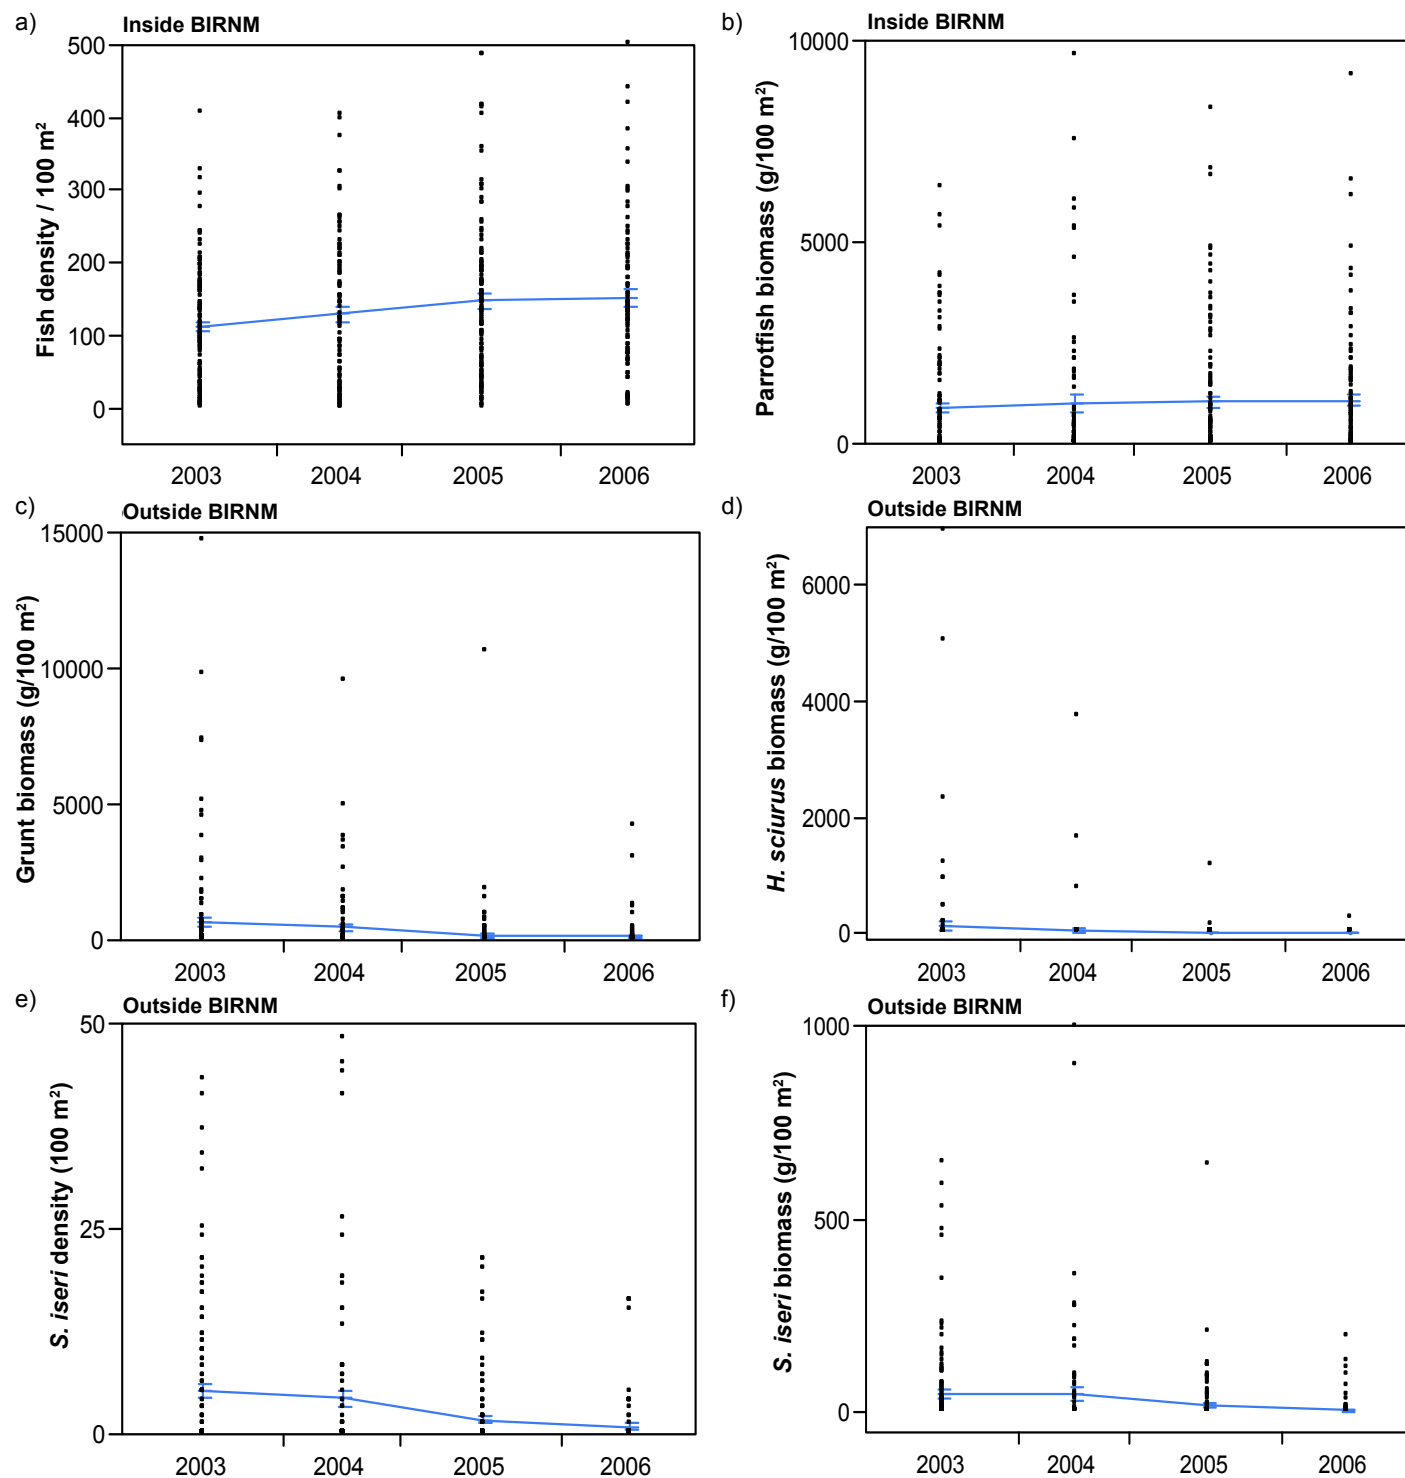 a)
Inside BIRNM
Fish density / 100 m²
500
400
300
200
100
0
2003 2004 2005 2006
b)
Inside BIRNM
Parrotfish biomass (g/100 m²)
10000
5000
0
2003 2004 2005 2006
c)
Outside BIRNM
Grunt biomass (g/100 m²)
15000
10000
5000
0
2003 2004 2005 2006
d)
Outside BIRNM
H. sciurus biomass (g/100 m²)
6000
4000
2000
0
2003 2004 2005 2006
e)
Outside BIRNM
S. iseri density (100 m²)
50
25
0
2003 2004 2005 2006
f)
Outside BIRNM
S. iseri biomass (g/100 m²)
1000
500
0
2003 2004 2005 2006